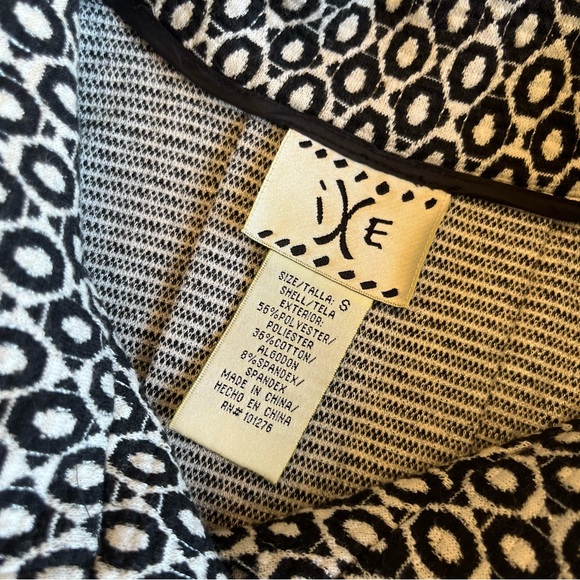 iXE
SIZE/TALLA: S
SHELL/TELA
EXTERIOR:
56%POLYESTER/
POLIESTER
36%COTTON/
ALGODON
8%SPANDEX/
SPANDEX
MADE IN CHINA/
HECHO EN CHINA
RN# 101276